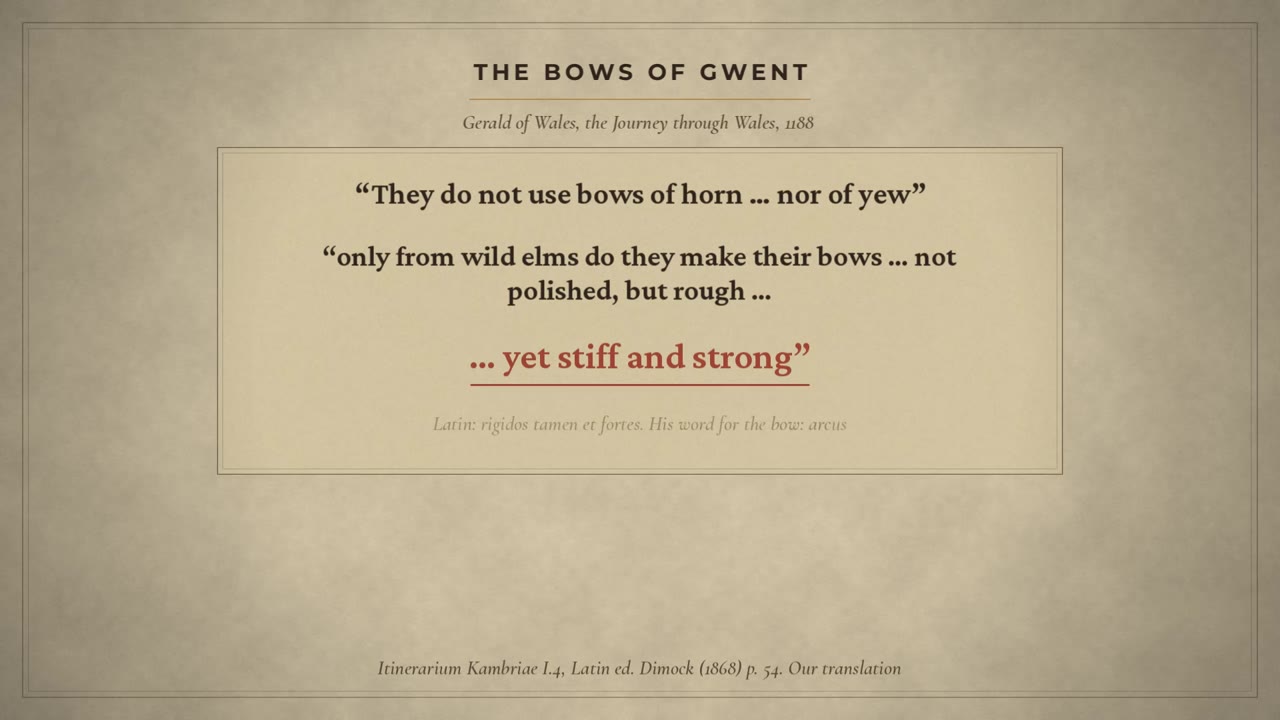 THE BOWS OF GWENT
Gerald of Wales, the Journey through Wales, 1188
“They do not use bows of horn ... nor of yew”
“only from wild elms do they make their bows ... not
polished, but rough ...
... yet stiff and strong”
Latin: rigidos tamen et fortes. His word for the bow: arcus
Itinerarium Kambriae I.4, Latin ed. Dimock (1868) p. 54. Our translation